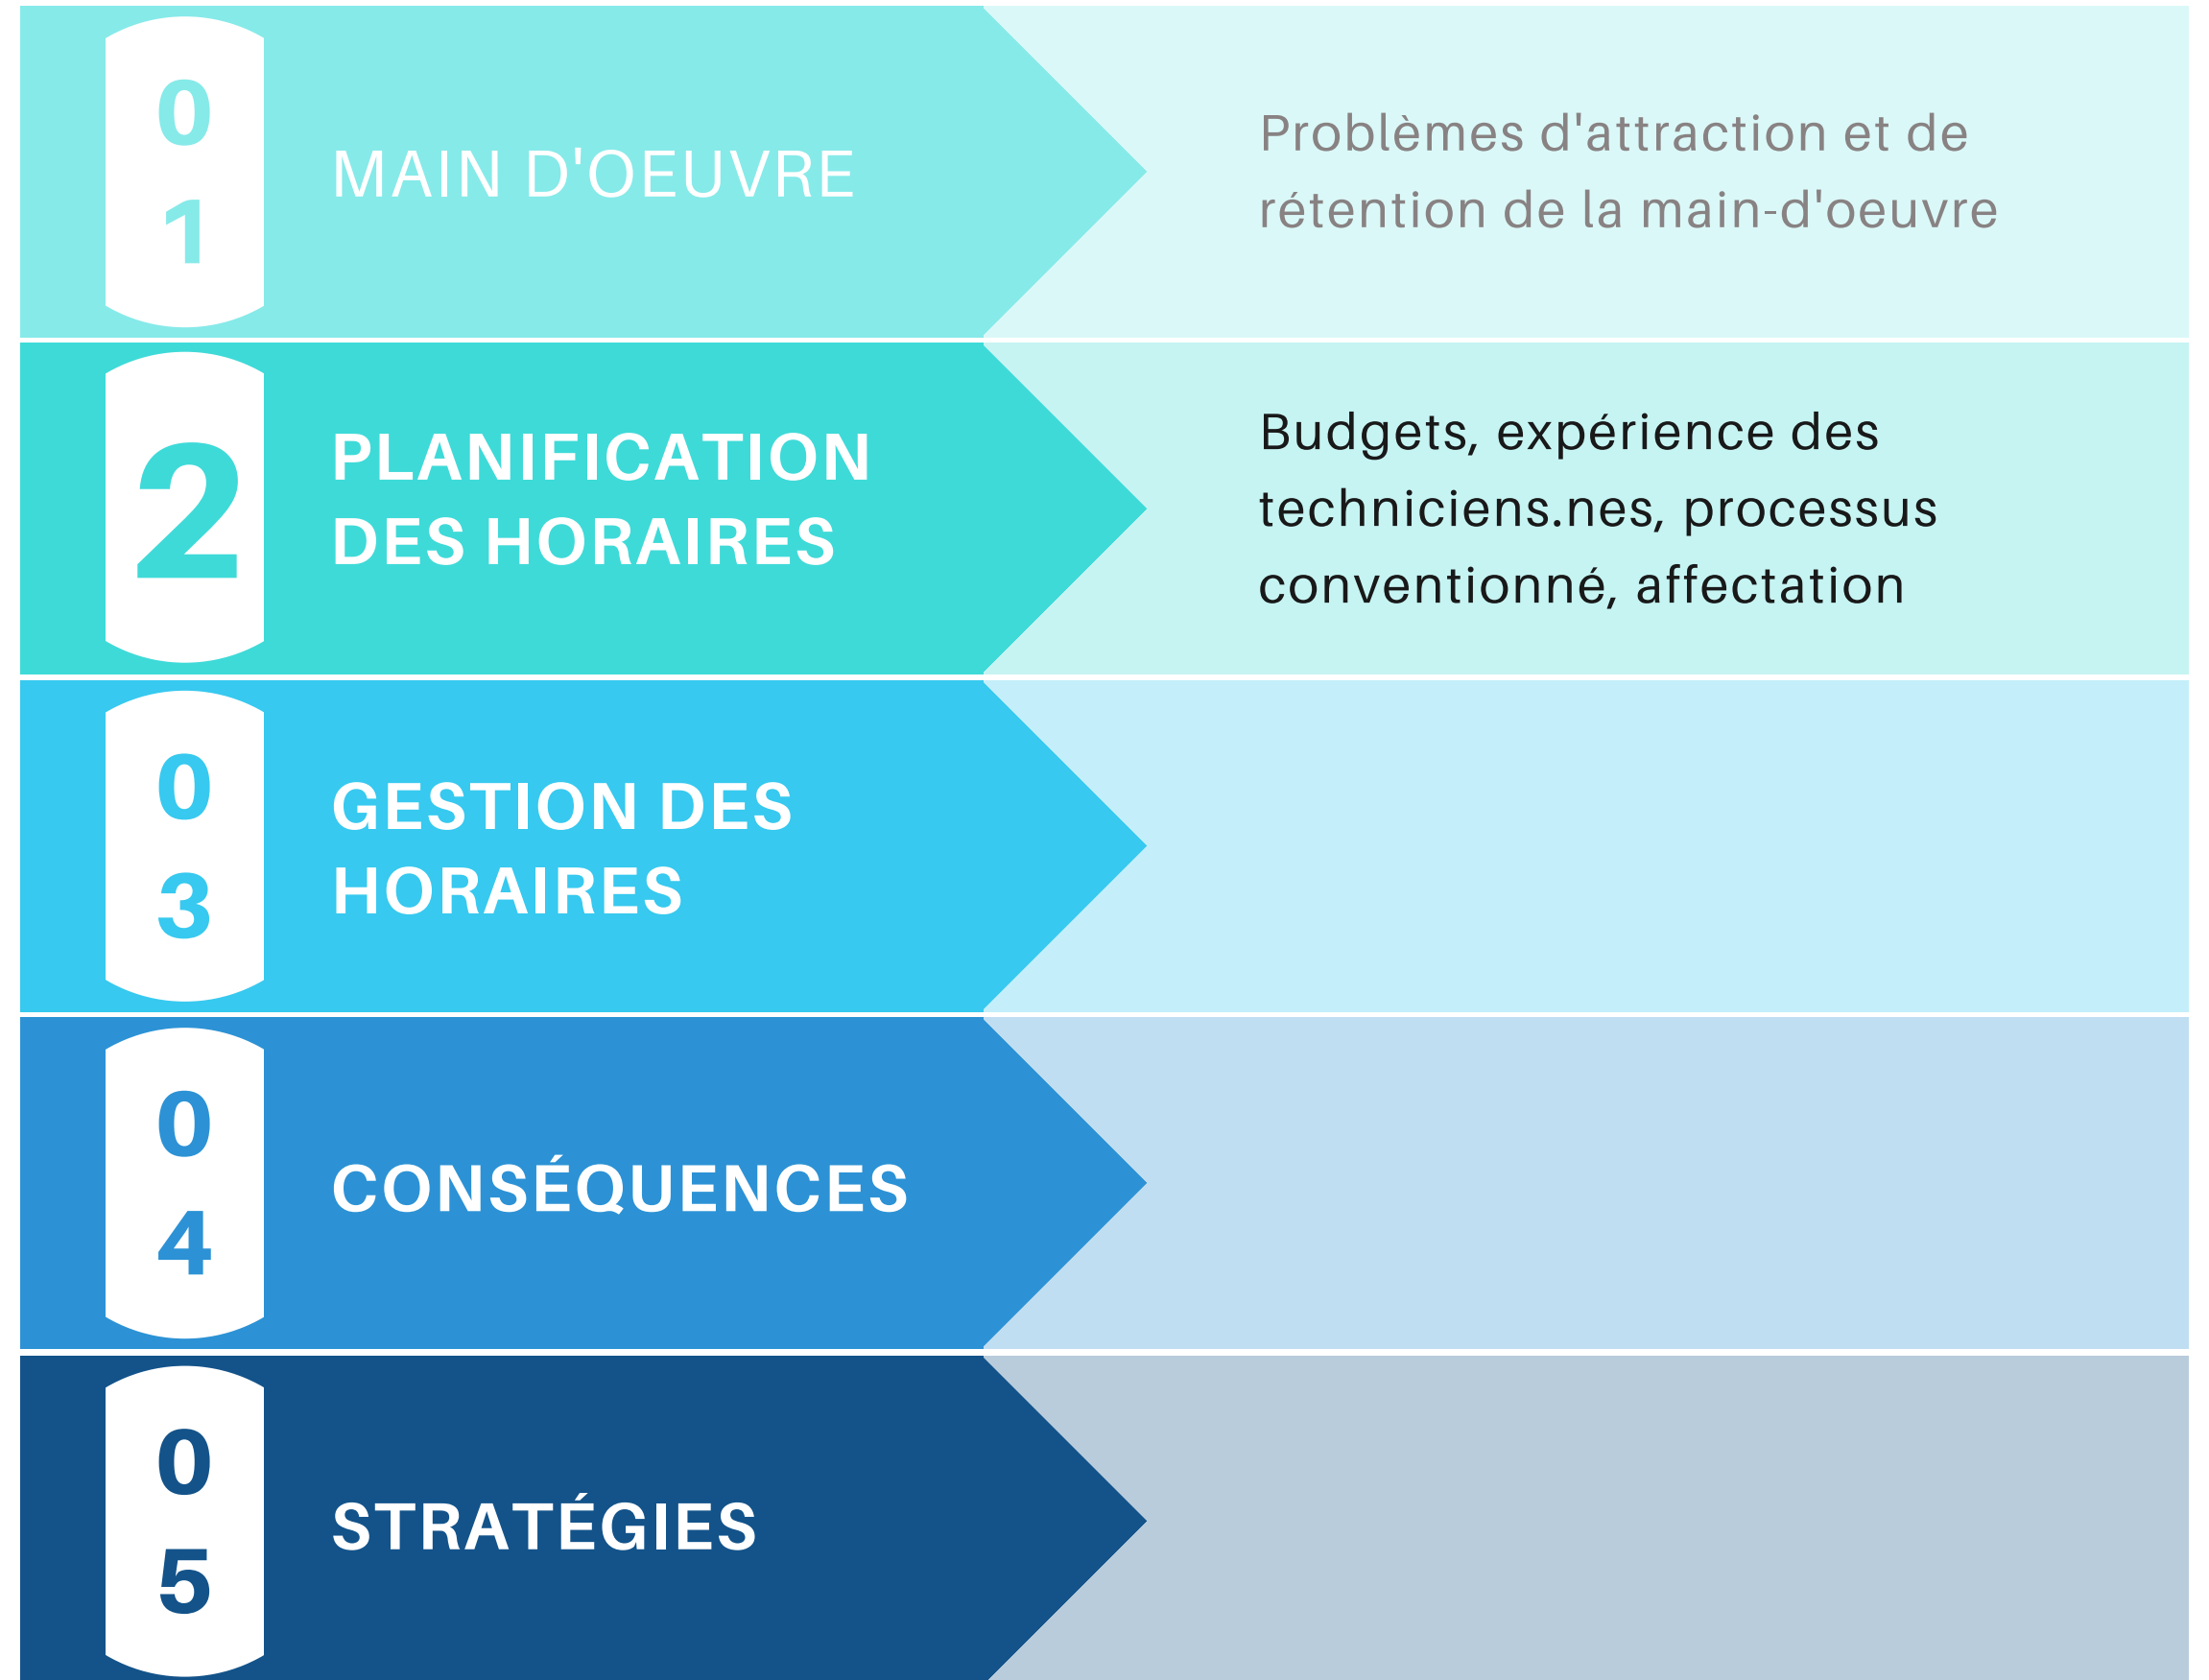 0
1
MAIN D'OEUVRE
Problèmes d'attraction et de
rétention de la main-d'oeuvre
2
PLANIFICATION
DES HORAIRES
Budgets, expérience des
techniciens.nes, processus
conventionné, affectation
0
3
GESTION DES
HORAIRES
0
4
CONSÉQUENCES
0
5
STRATÉGIES